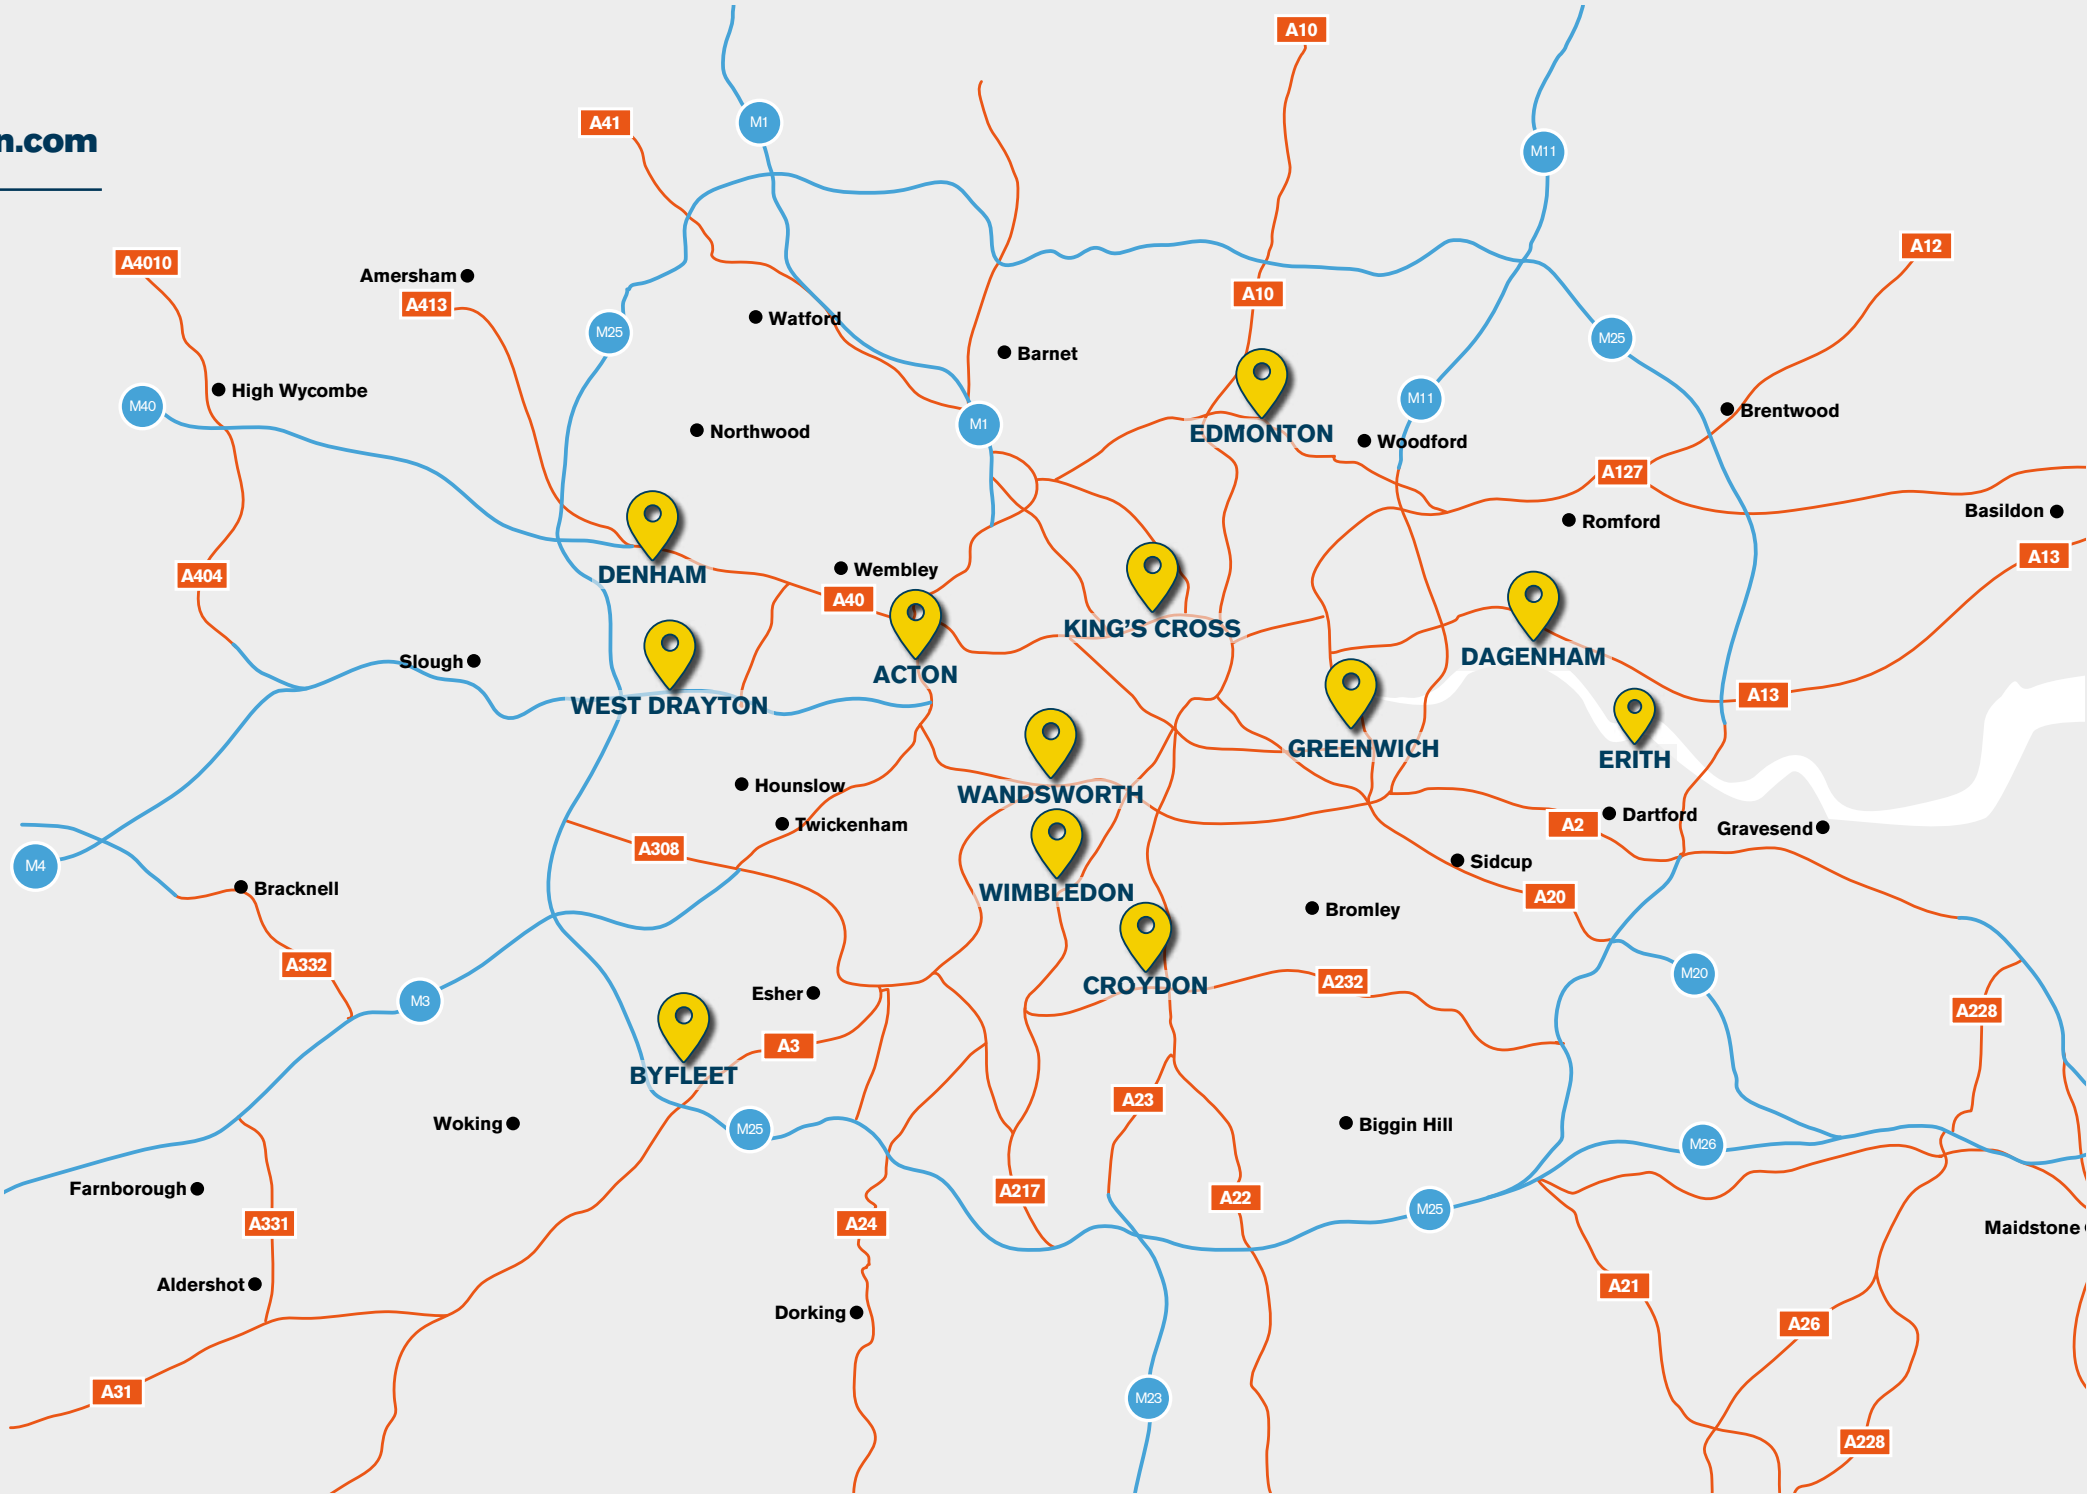 A10
A41
M1
n.com
M11
A12
A4010
Amersham
A413
A10
Watford
M25
M25
Barnet
High Wycombe
M40
M11
Brentwood
M1
Northwood
EDMONTON
Woodford
A127
Basildon
Romford
A13
DENHAM
Wembley
A404
A40
KING'S CROSS
DAGENHAM
Slough
ACTON
A13
WEST DRAYTON
GREENWICH
ERITH
Hounslow
WANDSWORTH
Dartford
Twickenham
A2
Gravesend
A308
M4
Sidcup
Bracknell
WIMBLEDON
A20
Bromley
A332
M20
A232
CROYDON
Esher
M3
A228
A3
BYFLEET
A23
Woking
M25
Biggin Hill
M26
Farnborough
A217
A22
M25
A331
A24
Maidstone
Aldershot
A21
Dorking
A26
A31
M23
A228